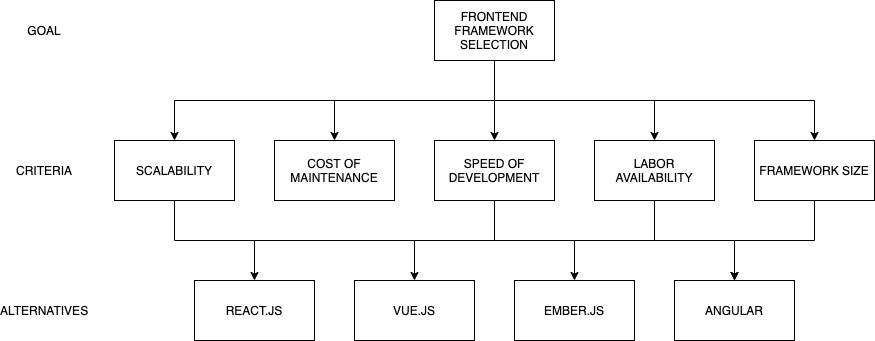 GOAL
FRONTEND
FRAMEWORK
SELECTION
CRITERIA
SCALABILITY
COST OF
MAINTENANCE
SPEED OF
DEVELOPMENT
LABOR
AVAILABILITY
FRAMEWORK SIZE
ALTERNATIVES
REACT.JS
VUE.JS
EMBER.JS
ANGULAR